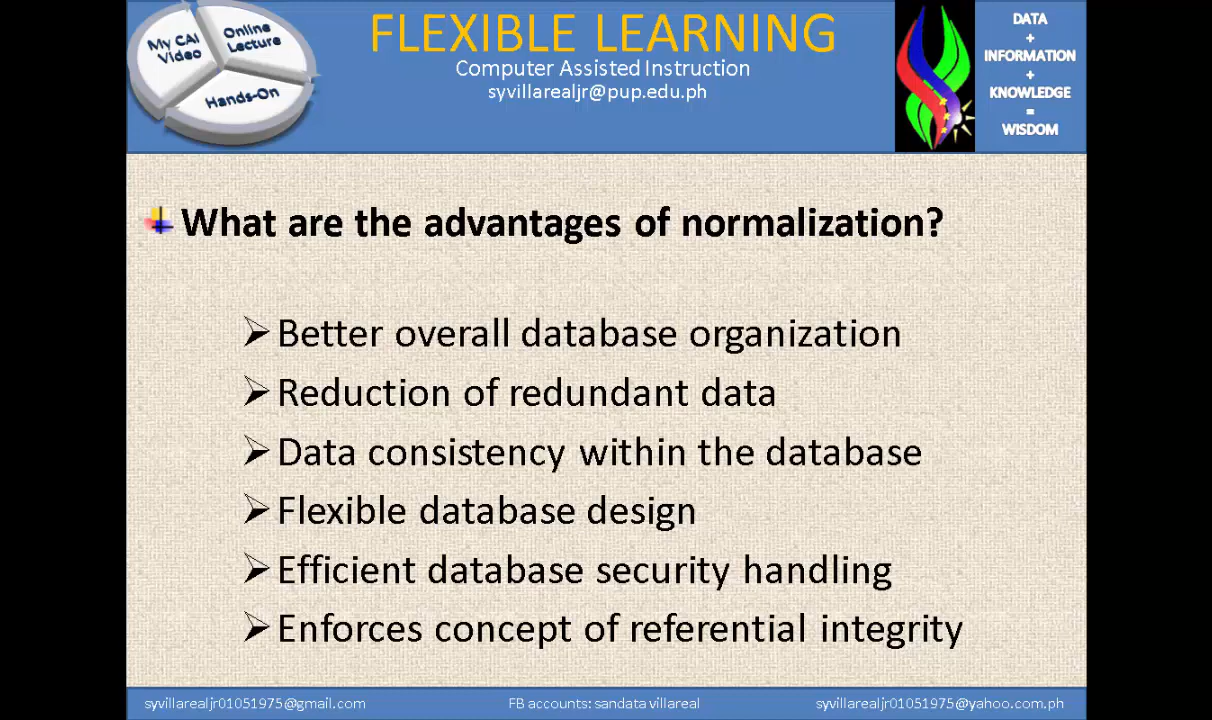 My CAI
Video
Online
Lecture
Hands-On
FLEXIBLE LEARNING
Computer Assisted Instruction
syvillarealjr@pup.edu.ph
DATA
+
INFORMATION
+
KNOWLEDGE
=
WISDOM
What are the advantages of normalization?
Better overall database organization
Reduction of redundant data
Data consistency within the database
Flexible database design
Efficient database security handling
Enforces concept of referential integrity
syvillarealjr01051975@gmail.com
FB accounts: sandata villareal
syvillarealjr01051975@yahoo.com.ph